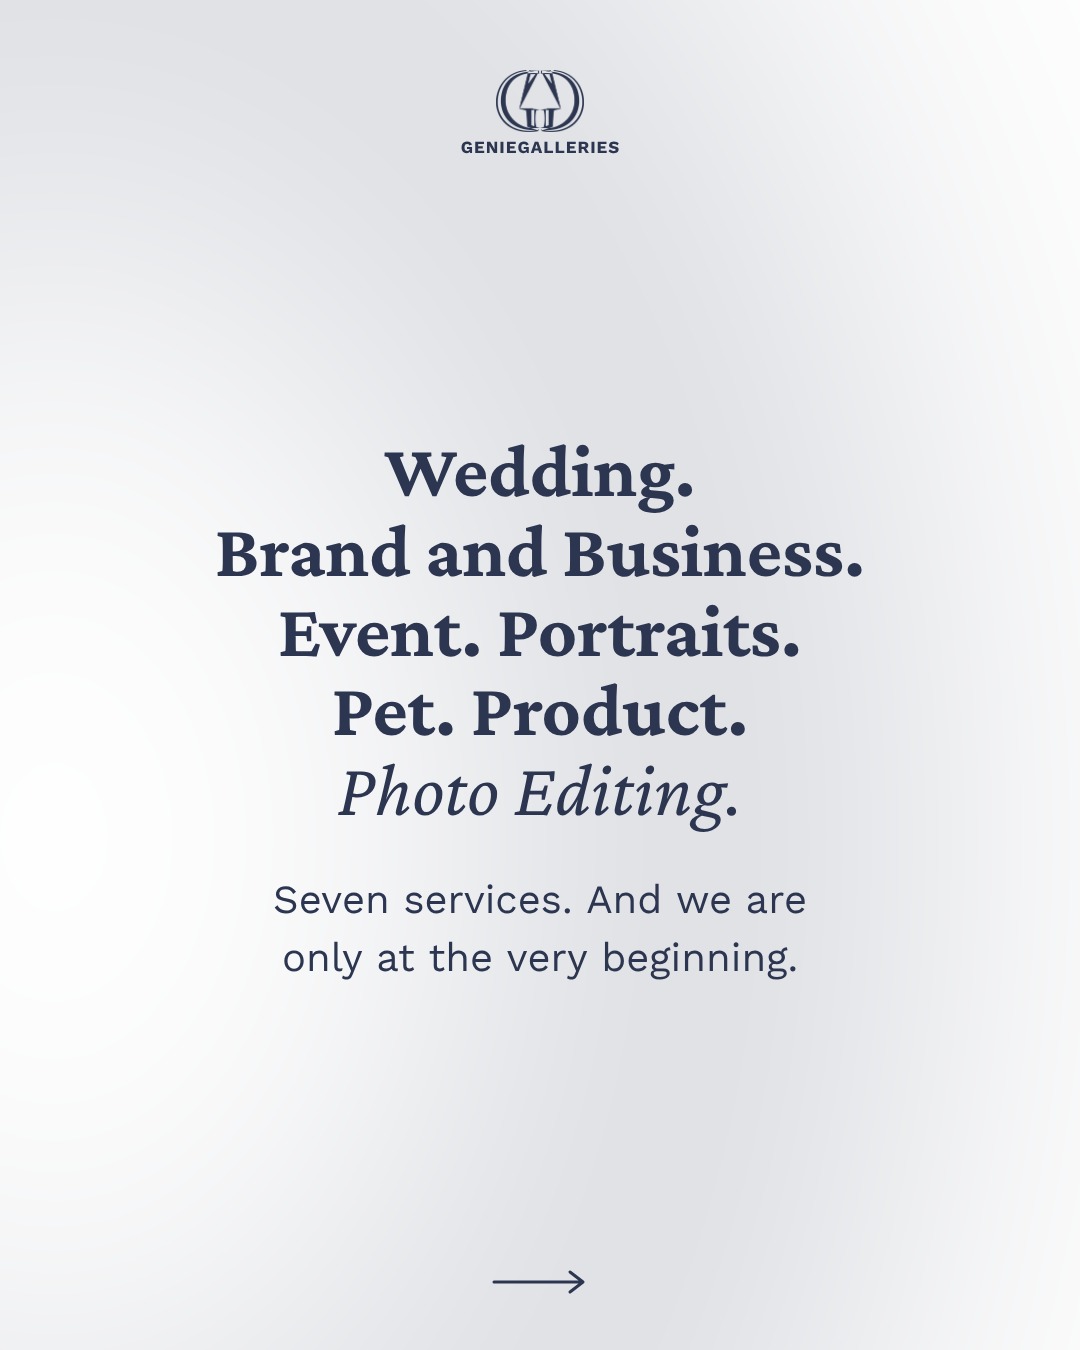 GENIEGALLERIES
Wedding.
Brand and Business.
Event. Portraits.
Pet. Product.
Photo Editing.
Seven services. And we are
only at the very beginning.